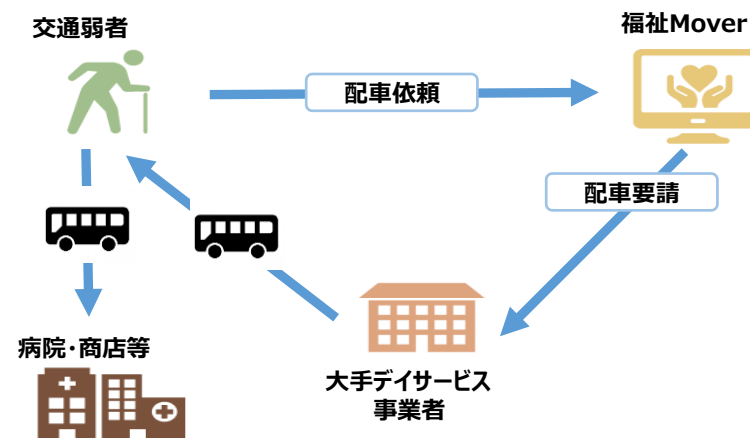 交通弱者
福祉Mover
配車依頼
配車要請
病院・商店等
大手デイサービス
事業者